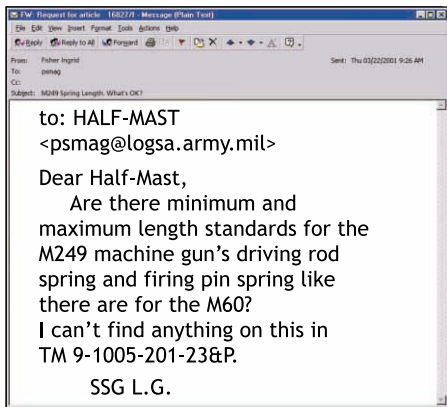 FW: Request for article 16827/1 - Message (Plain Text)
File Edit View Insert Format Tools Actions Help
Reply Reply to All Forward
From: Fisher Ingrid Sent: Thu 03/22/2001 9:26 AM
To: psmag
Cc:
Subject: M249 Spring Length. What's OK?
to: HALF-MAST
<psmag@logsa.army.mil>
Dear Half-Mast,
Are there minimum and
maximum length standards for the
M249 machine gun's driving rod
spring and firing pin spring like
there are for the M60?
I can't find anything on this in
TM 9-1005-201-23&P.
SSG L.G.